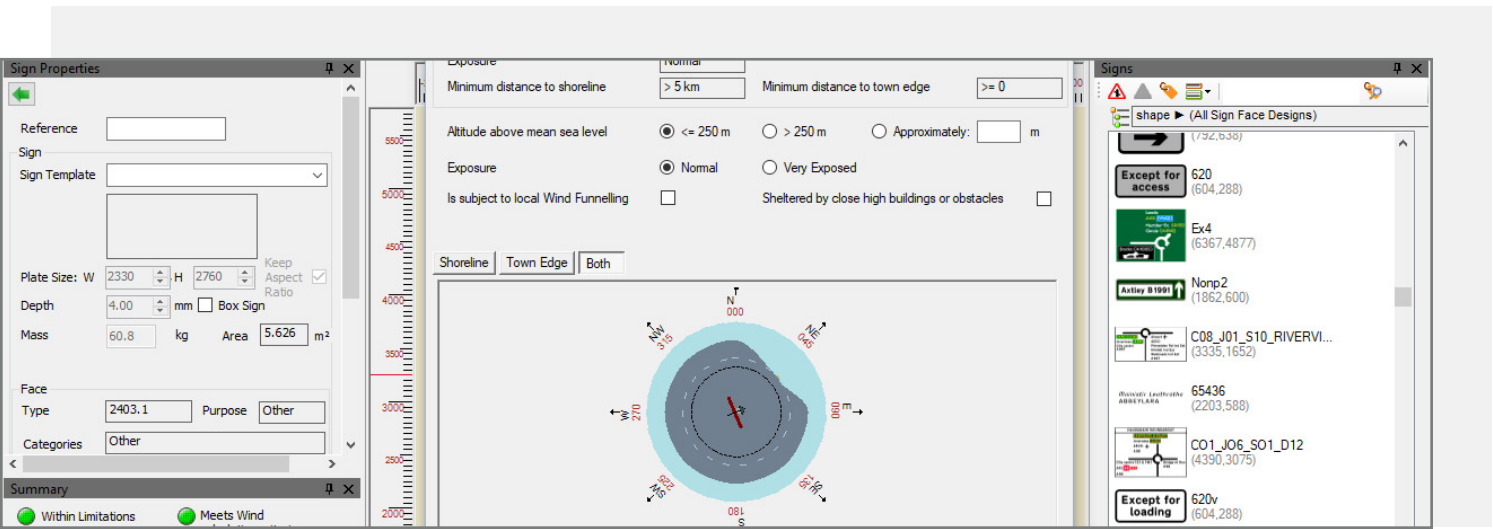 Sign Properties
Reference
Sign
Sign Template
Plate Size: W 2330 H 2760 Keep Aspect Ratio
Depth 4.00 mm Box Sign
Mass 60.8 kg Area 5.626 m²
Face
Type 2403.1 Purpose Other
Categories Other
Summary
Within Limitations Meets Wind
5500
5000
4500
4000
3500
3000
2500
2000
Exposure Normal
Minimum distance to shoreline > 5 km Minimum distance to town edge >= 0
Altitude above mean sea level <= 250 m > 250 m Approximately: m
Exposure Normal Very Exposed
Is subject to local Wind Funnelling Sheltered by close high buildings or obstacles
Shoreline Town Edge Both
N
000
NW
315
NE
045
W
270
E
090
SW
225
SE
135
180
S
Signs
shape ► (All Sign Face Designs)
(792,638)
Except for access
620
(604,288)
Ex4
(6367,4877)
Axtley B 1991
Nonp2
(1862,600)
C08_J01_S10_RIVERVI...
(3335,1652)
ABBEYLARA
65436
(2203,588)
CO1_JO6_SO1_D12
(4390,3075)
Except for loading
620v
(604,288)